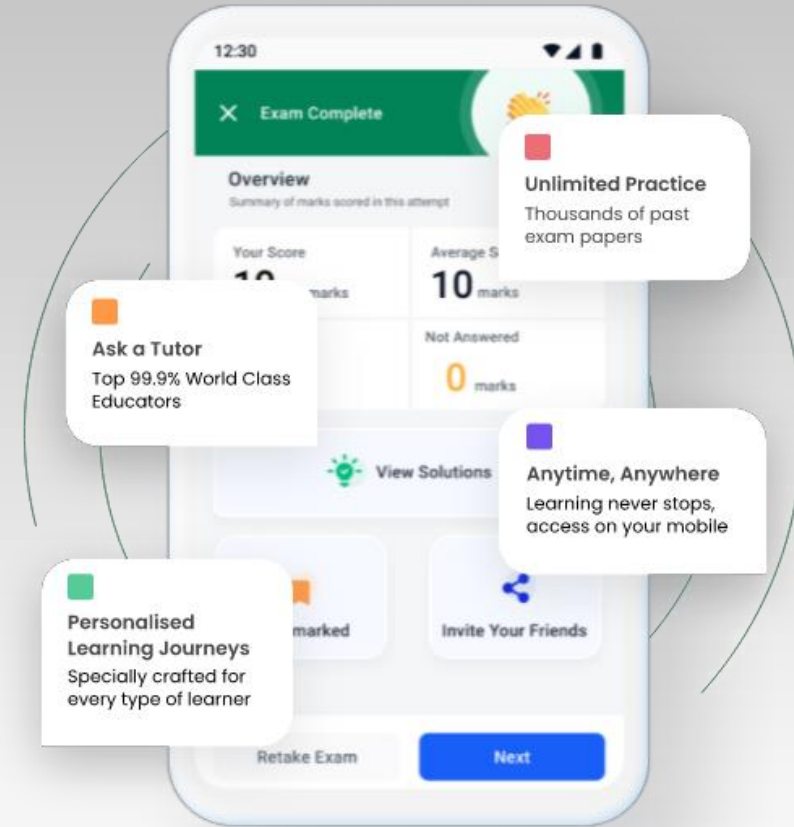 12:30
Exam Complete
Overview
Summary of marks scored in this attempt
Unlimited Practice
Thousands of past
exam papers
Your Score
marks
Average S
10 marks
Ask a Tutor
Top 99.9% World Class
Educators
Not Answered
0 marks
View Solutions
Anytime, Anywhere
Learning never stops,
access on your mobile
Personalised
Learning Journeys
Specially crafted for
every type of learner
marked
Invite Your Friends
Retake Exam
Next